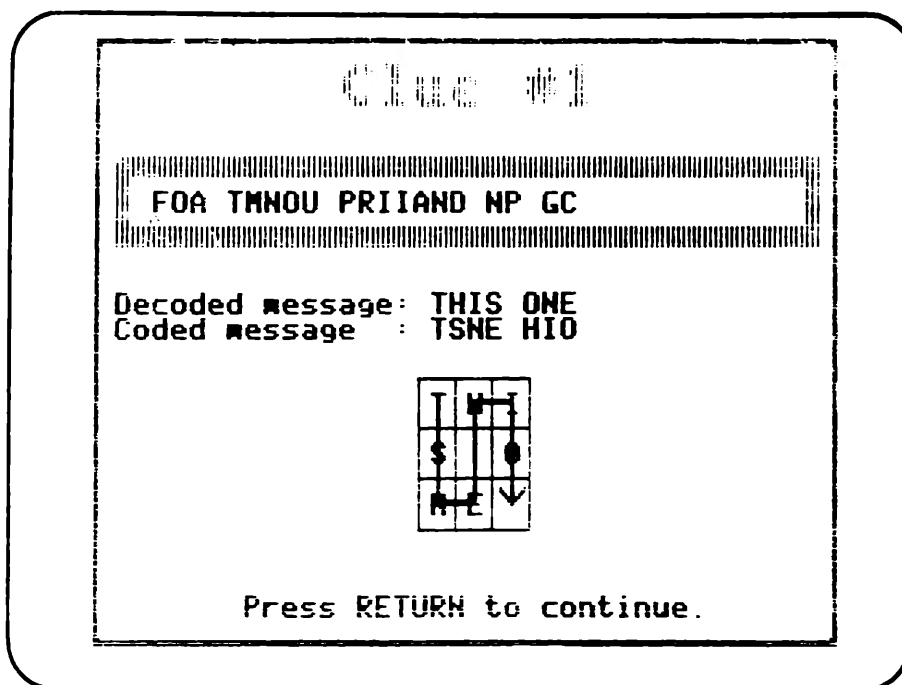 Clue #1
FOA TMNOU PRIIAND NP GC
Decoded message: THIS ONE
Coded message : TSNE HIO
T H I
S O
N E
Press RETURN to continue.